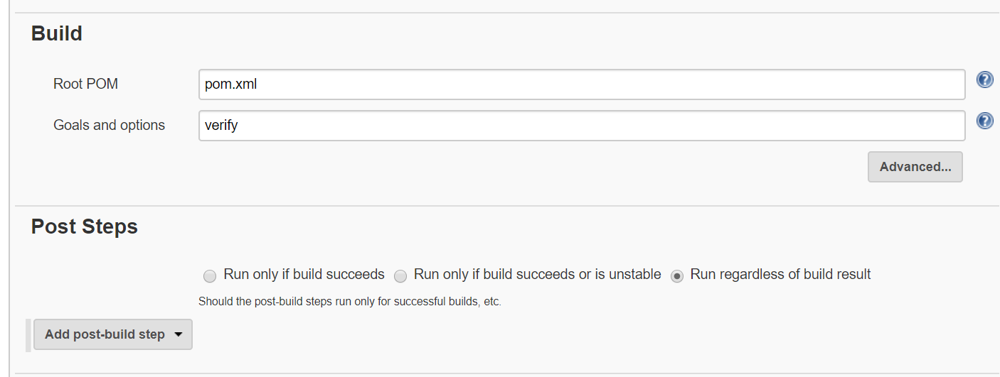 Build
Root POM pom.xml ?
Goals and options verify ?
Advanced...
Post Steps
Run only if build succeeds Run only if build succeeds or is unstable Run regardless of build result
Should the post-build steps run only for successful builds, etc.
Add post-build step